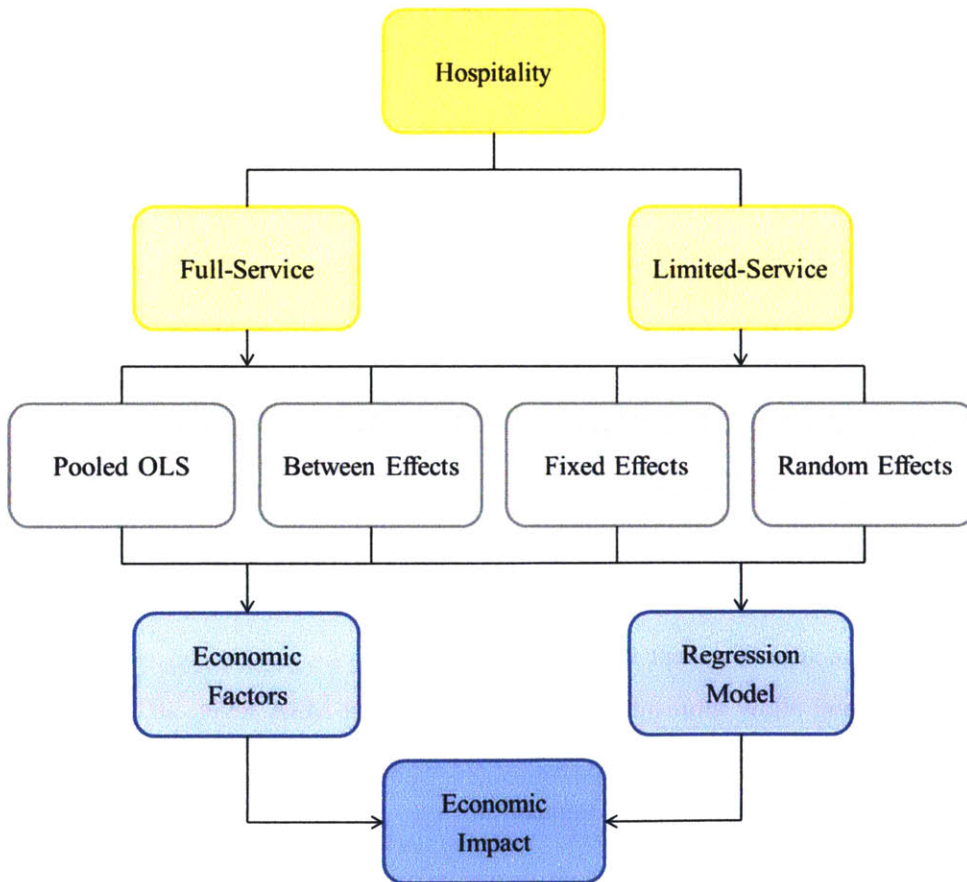 Hospitality
Full-Service
Limited-Service
Pooled OLS
Between Effects
Fixed Effects
Random Effects
Economic
Factors
Regression
Model
Economic
Impact